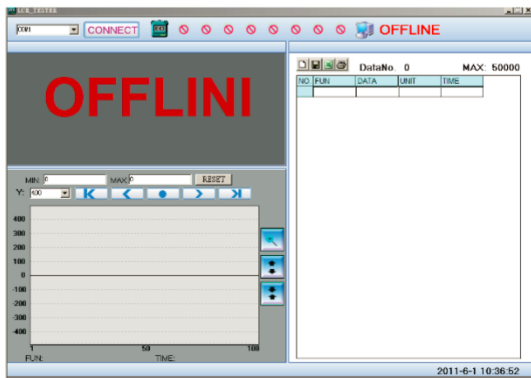 LCR_TESTER
COM1 CONNECT OFFLINE
OFFLINI
DataNo. 0 MAX: 50000
NO. FUN DATA UNIT TIME
MIN: 0 MAX: 0 RESET
Y: 400
400
300
200
100
0
-100
-200
-300
-400
1 50 100
FUN: TIME:
2011-6-1 10:36:52